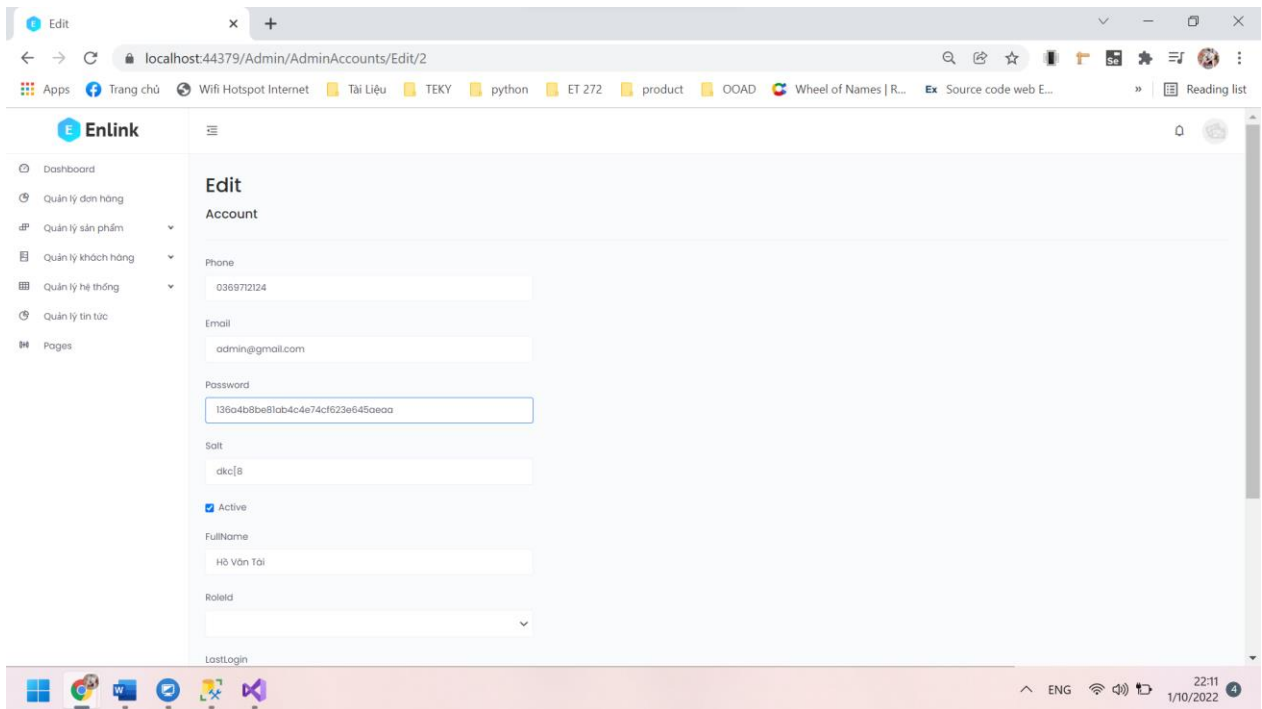 Edit
localhost:44379/Admin/AdminAccounts/Edit/2
Apps Trang chủ Wifi Hotspot Internet Tài Liệu TEKY python ET 272 product OOAD Wheel of Names | R... Ex Source code web E... » Reading list
E Enlink
Dashboard
Quản lý đơn hàng
Quản lý sản phẩm
Quản lý khách hàng
Quản lý hệ thống
Quản lý tin tức
Pages
Edit
Account
Phone
0369712124
Email
admin@gmail.com
Password
136a4b8be81ab4c4e74cf623e645aeaa
Salt
dkc[8
Active
FullName
Hồ Văn Tài
RoleId
LastLogin
ENG 22:11
1/10/2022 4